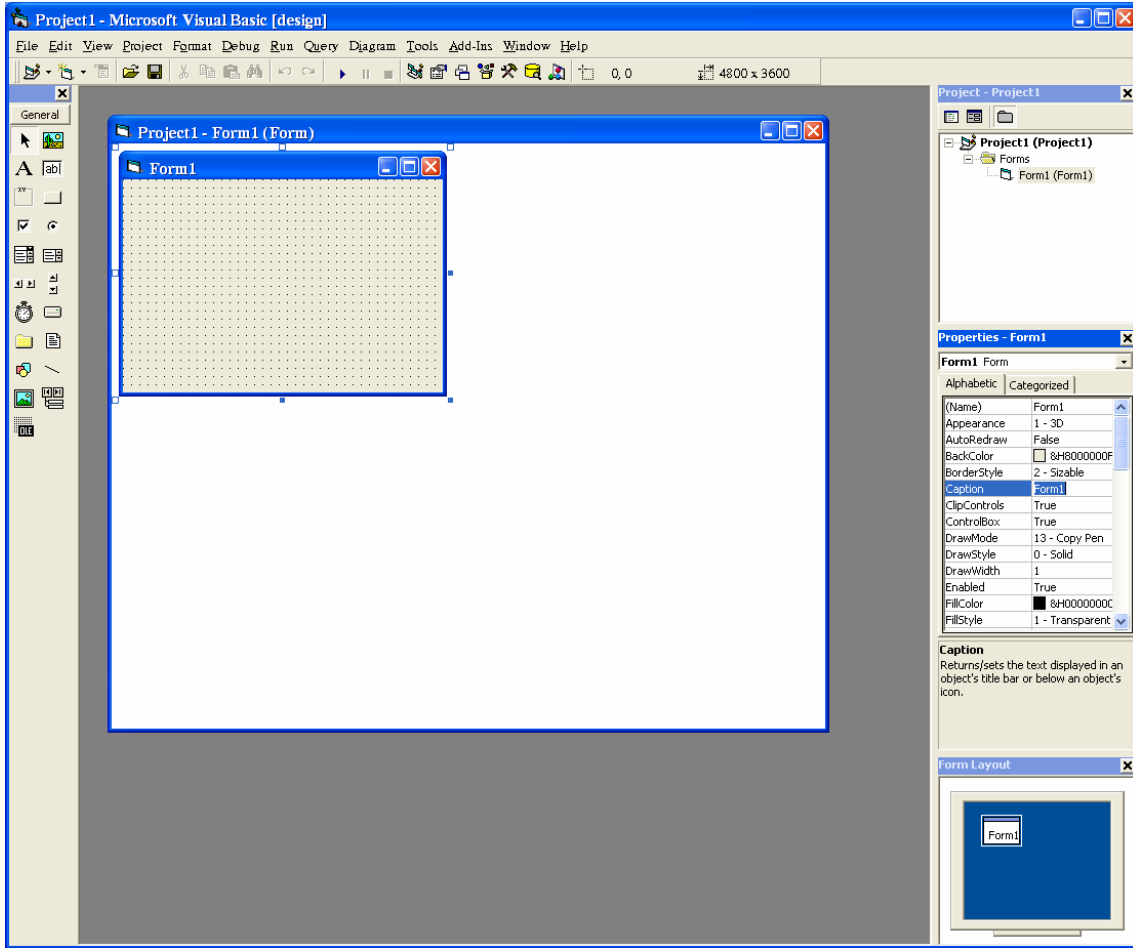 Project1 - Microsoft Visual Basic [design]
File Edit View Project Format Debug Run Query Diagram Tools Add-Ins Window Help
0, 0 4800 x 3600
General
A ab
XY
OLE
Project1 - Form1 (Form)
Form1
Project - Project1
Project1 (Project1)
Forms
Form1 (Form1)
Properties - Form1
Form1 Form
Alphabetic Categorized
(Name) Form1
Appearance 1 - 3D
AutoRedraw False
BackColor &H8000000F
BorderStyle 2 - Sizable
Caption Form1
ClipControls True
ControlBox True
DrawMode 13 - Copy Pen
DrawStyle 0 - Solid
DrawWidth 1
Enabled True
FillColor &H0000000
FillStyle 1 - Transparent
Caption
Returns/sets the text displayed in an
object's title bar or below an object's
icon.
Form Layout
Form1